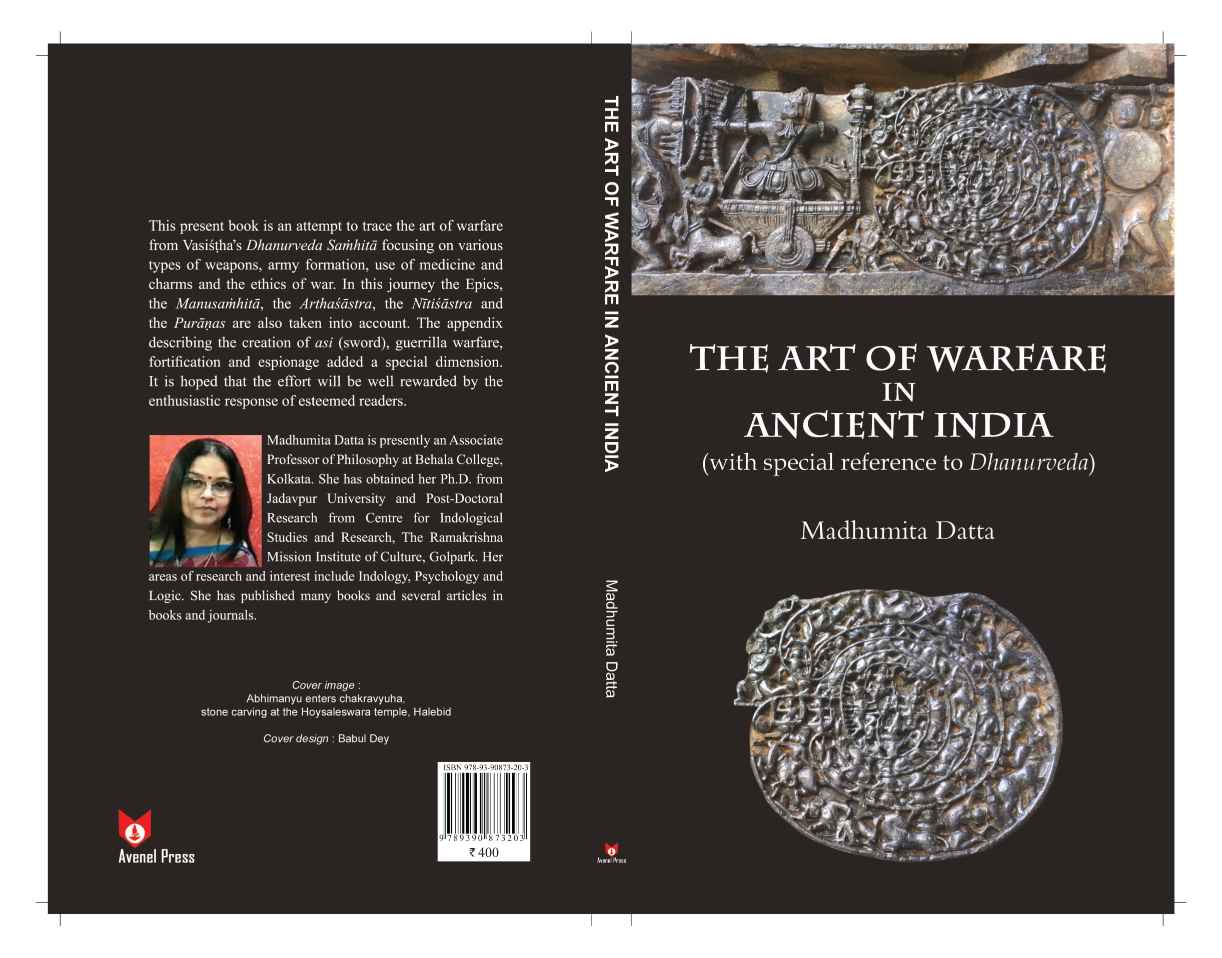 This present book is an attempt to trace the art of warfare
from Vasiśṭha's Dhanurveda Saṁhitā focusing on various
types of weapons, army formation, use of medicine and
charms and the ethics of war. In this journey the Epics,
the Manusaṁhitā, the Arthaśāstra, the Nītiśāstra and
the Purāṇas are also taken into account. The appendix
describing the creation of asi (sword), guerrilla warfare,
fortification and espionage added a special dimension.
It is hoped that the effort will be well rewarded by the
enthusiastic response of esteemed readers.
Madhumita Datta is presently an Associate
Professor of Philosophy at Behala College,
Kolkata. She has obtained her Ph.D. from
Jadavpur University and Post-Doctoral
Research from Centre for Indological
Studies and Research, The Ramakrishna
Mission Institute of Culture, Golpark. Her
areas of research and interest include Indology, Psychology and
Logic. She has published many books and several articles in
books and journals.
Cover image :
Abhimanyu enters chakravyuha,
stone carving at the Hoysaleswara temple, Halebid
Cover design : Babul Dey
ISBN 978-93-90873-20-3
9 789390 873203
₹ 400
Avenel Press
THE ART OF WARFARE IN ANCIENT INDIA
Madhumita Datta
Avenel Press
THE ART OF WARFARE
IN
ANCIENT INDIA
(with special reference to Dhanurveda)
Madhumita Datta